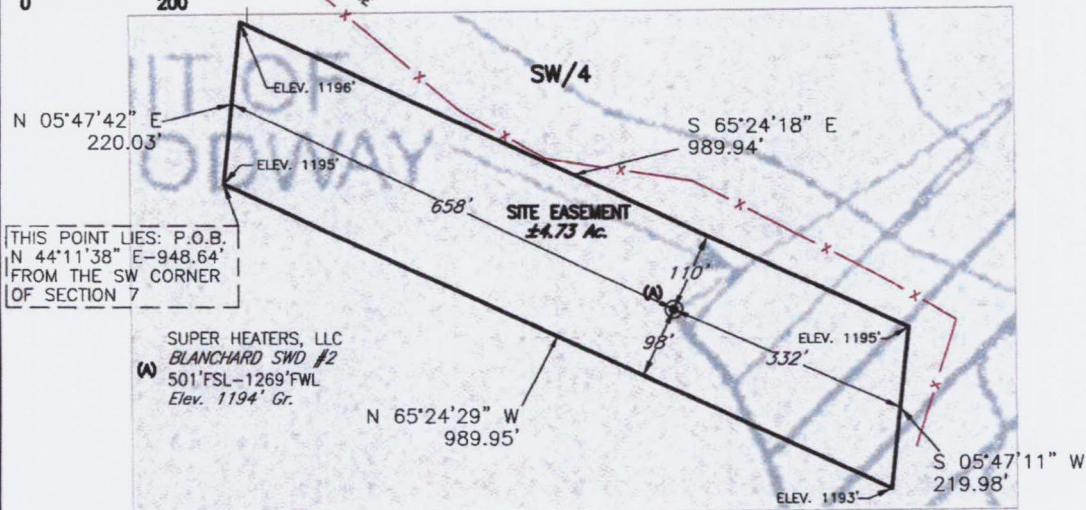 0 200
IT OF
ODWAY
SW/4
ELEV. 1196'
N 05°47'42" E
220.03'
S 65°24'18" E
989.94'
ELEV. 1195'
658'
SITE EASEMENT
±4.73 Ac.
THIS POINT LIES: P.O.B.
N 44°11'38" E-948.64'
FROM THE SW CORNER
OF SECTION 7
110'
(A)
98'
332'
ELEV. 1195'
SUPER HEATERS, LLC
(A) BLANCHARD SWD #2
501'FSL-1269'FWL
Elev. 1194' Gr.
N 65°24'29" W
989.95'
S 05°47'11" W
219.98'
ELEV. 1193'
x x x x x x x x x